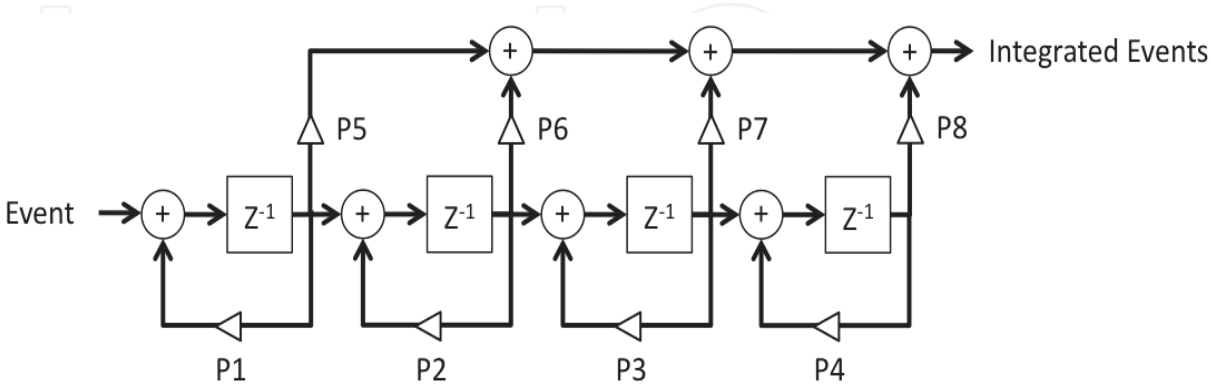 + + + Integrated Events
P5 P6 P7 P8
Event + Z-1 + Z-1 + Z-1 + Z-1
P1 P2 P3 P4